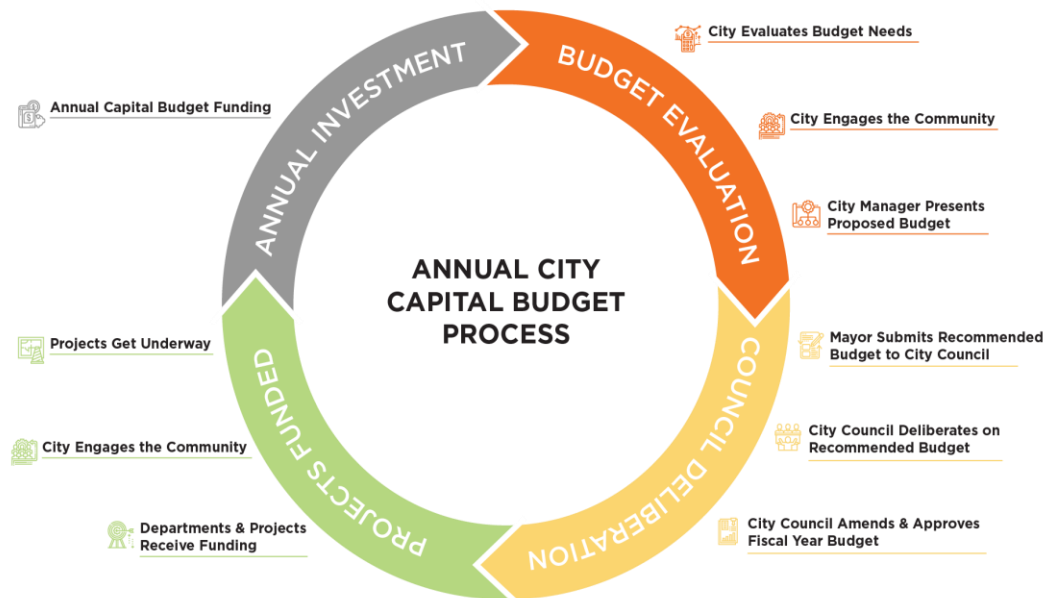 ANNUAL CITY
CAPITAL BUDGET
PROCESS
BUDGET EVALUATION
City Evaluates Budget Needs
City Engages the Community
City Manager Presents
Proposed Budget
COUNCIL DELIBERATION
Mayor Submits Recommended
Budget to City Council
City Council Deliberates on
Recommended Budget
City Council Amends & Approves
Fiscal Year Budget
PROJECTS FUNDED
Departments & Projects
Receive Funding
City Engages the Community
Projects Get Underway
ANNUAL INVESTMENT
Annual Capital Budget Funding